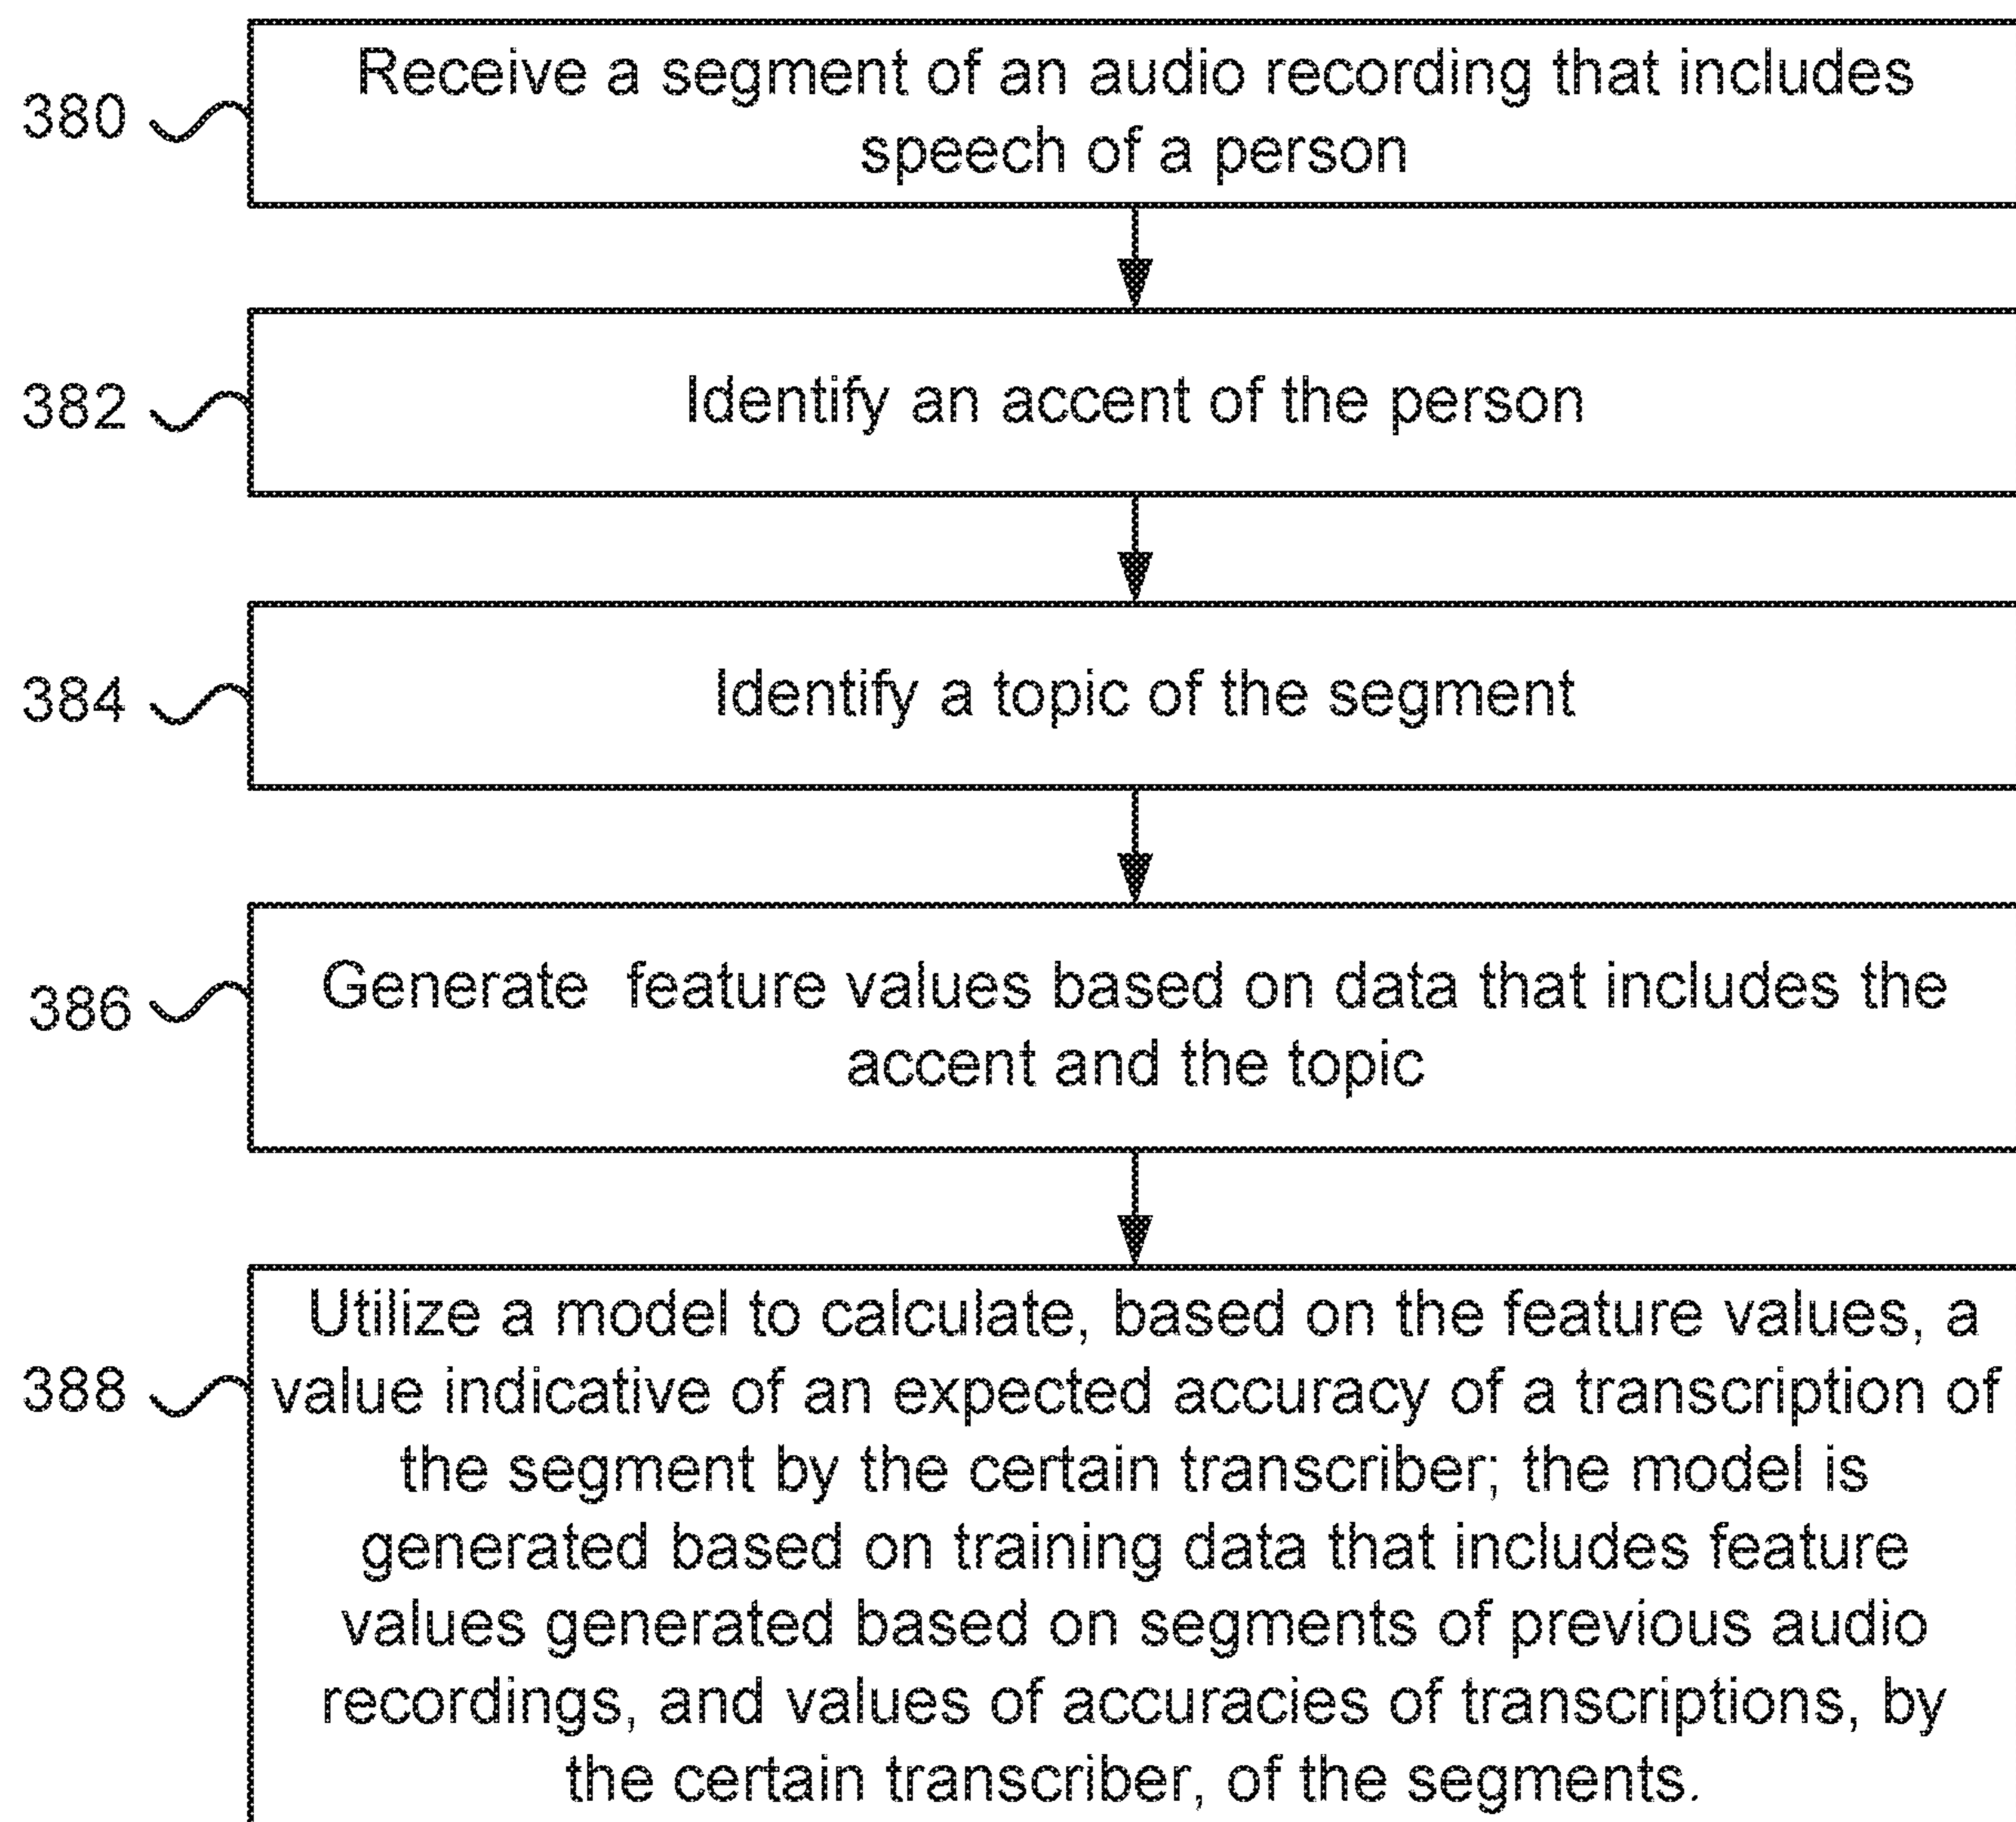 Receive a segment of an audio recording that includes
380
speech of a person
382
Identify an accent of the person
384
Identify a topic of the segment
386
Generate feature values based on data that includes the
accent and the topic
Utilize a model to calculate, based on the feature values, a
388
value indicative of an expected accuracy of a transcription of
the segment by the certain transcriber; the model is
generated based on training data that includes feature
values generated based on segments of previous audio
recordings, and values of accuracies of transcriptions, by
the certain transcriber, of the segments.